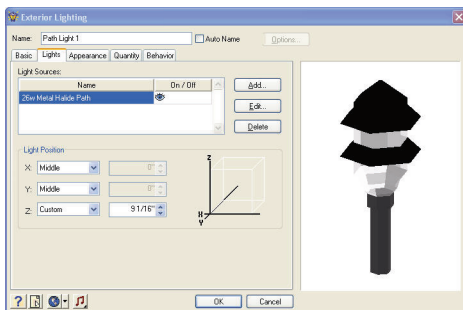 Exterior Lighting
Name: Path Light 1 Auto Name Options...
Basic Lights Appearance Quantity Behavior
Light Sources:
Name On / Off
26w Metal Halide Path
Add...
Edit...
Delete
Light Position
X: Middle 0"
Y: Middle 0"
Z: Custom 9 1/16"
Z
X
Y
OK Cancel